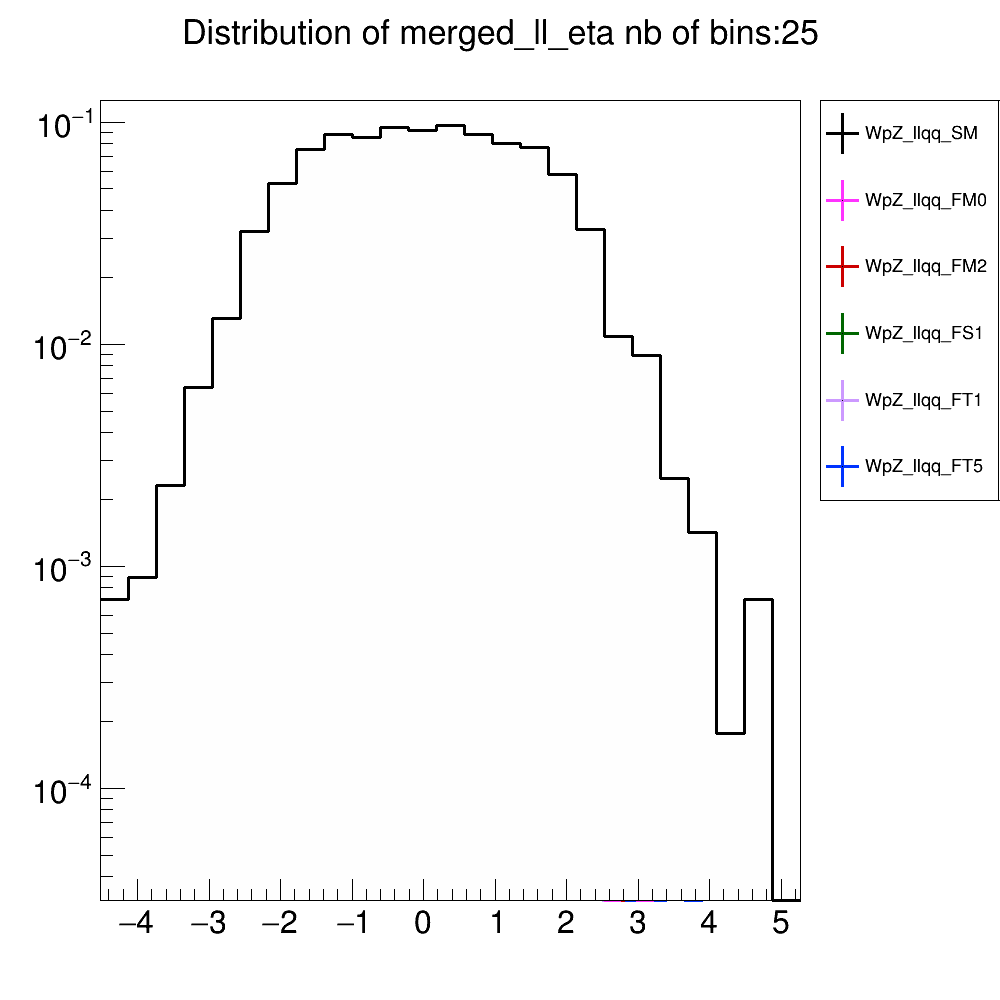 Distribution of merged_ll_eta nb of bins:25
10⁻¹
10⁻²
10⁻³
10⁻⁴
−4 −3 −2 −1 0 1 2 3 4 5
WpZ_llqq_SM
WpZ_llqq_FM0
WpZ_llqq_FM2
WpZ_llqq_FS1
WpZ_llqq_FT1
WpZ_llqq_FT5